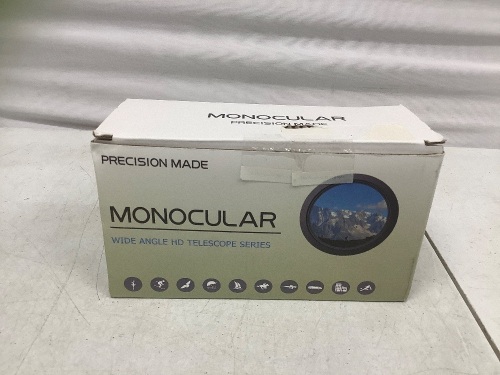 MONOCULAR
PRECISION MADE
PRECISION MADE
MONOCULAR
WIDE ANGLE HD TELESCOPE SERIES